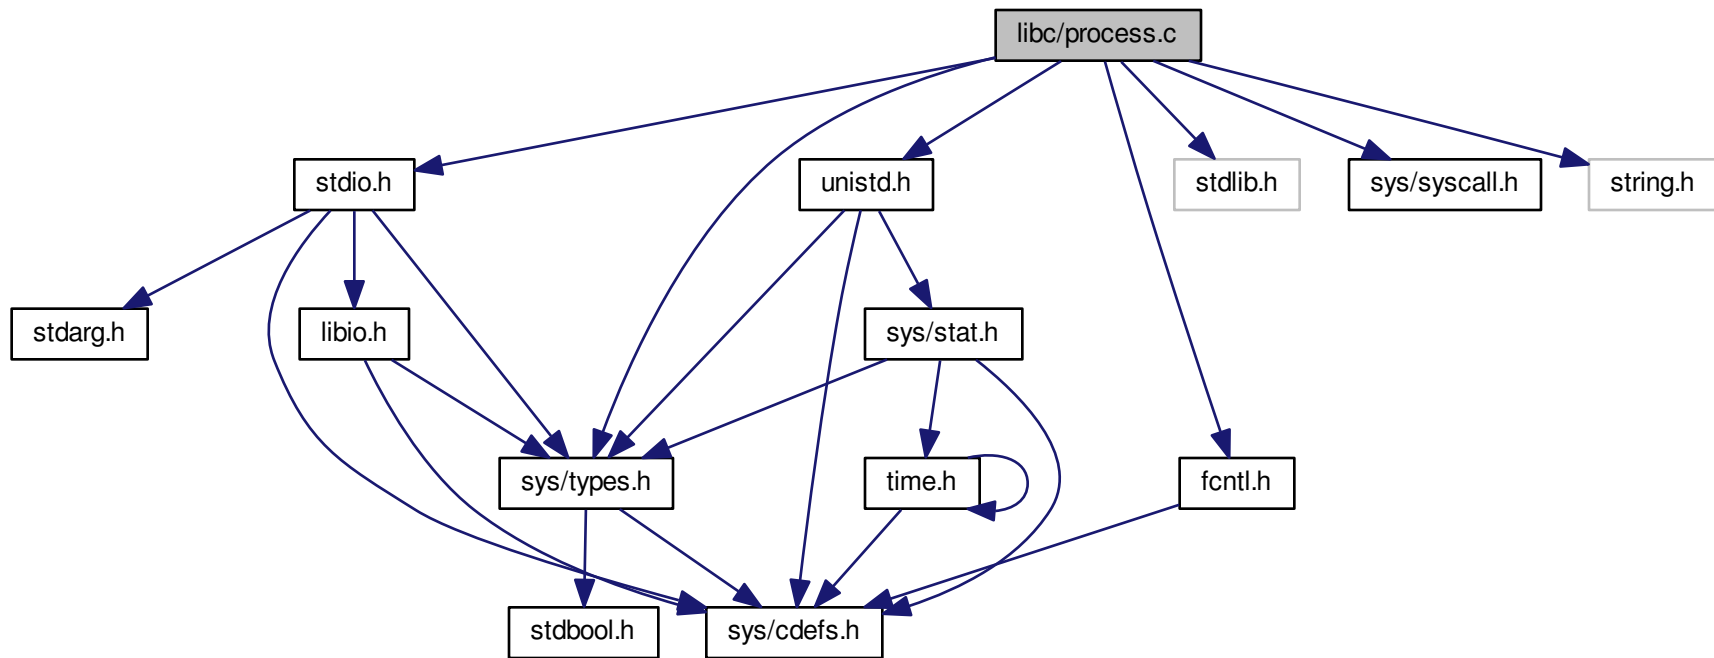 libc/process.c
stdio.h
unistd.h
stdlib.h
sys/syscall.h
string.h
stdarg.h
libio.h
sys/stat.h
sys/types.h
time.h
fcntl.h
stdbool.h
sys/cdefs.h